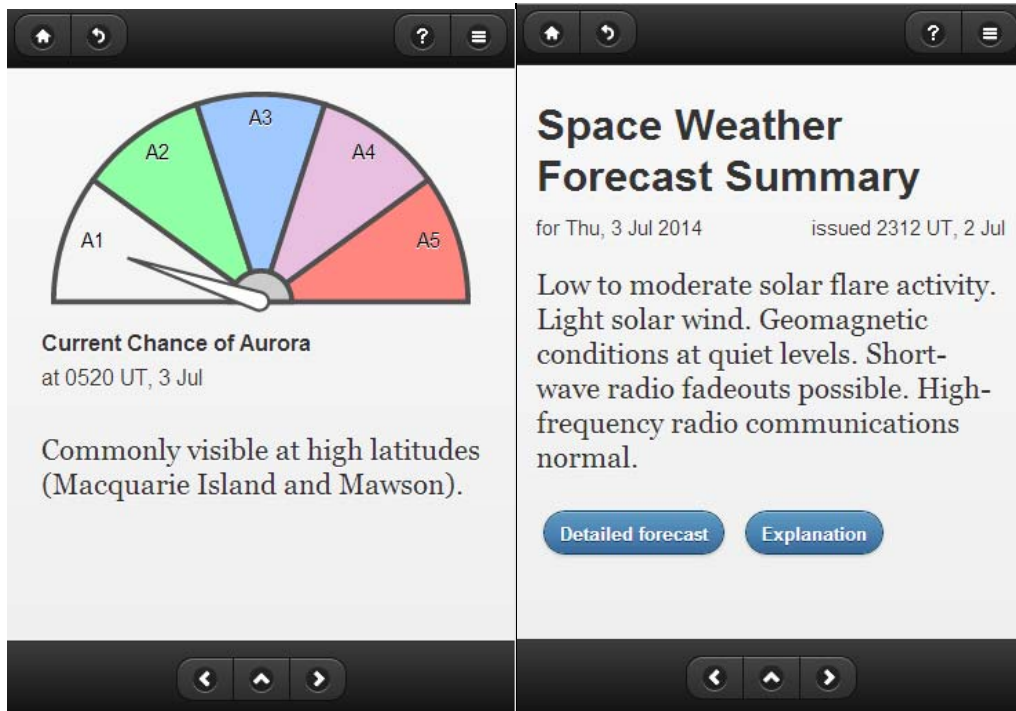 ?
A1
A2
A3
A4
A5
Current Chance of Aurora
at 0520 UT, 3 Jul
Commonly visible at high latitudes
(Macquarie Island and Mawson).
?
Space Weather
Forecast Summary
for Thu, 3 Jul 2014 issued 2312 UT, 2 Jul
Low to moderate solar flare activity.
Light solar wind. Geomagnetic
conditions at quiet levels. Short-
wave radio fadeouts possible. High-
frequency radio communications
normal.
Detailed forecast Explanation